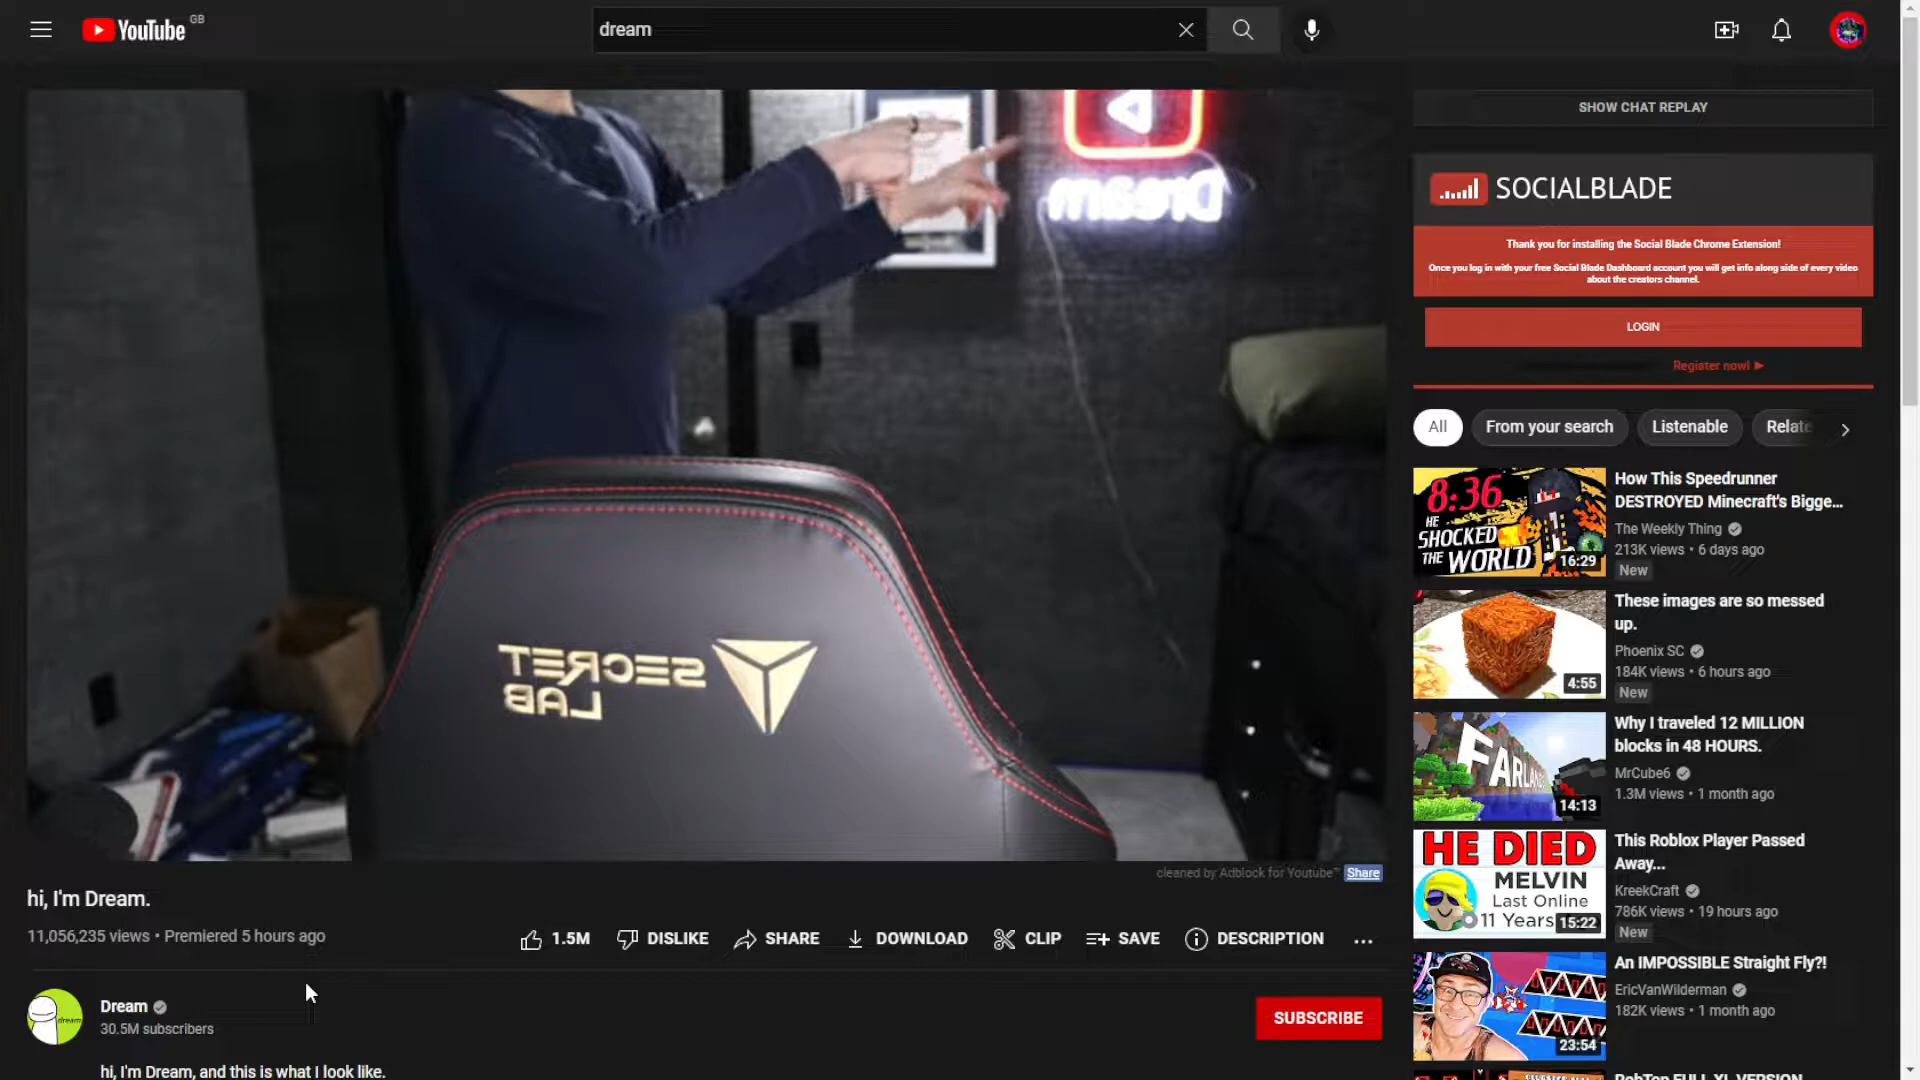 YouTube GB
dream
SHOW CHAT REPLAY
Dream
SECRET
LAB
SOCIALBLADE
Thank you for installing the Social Blade Chrome Extension!
Once you log in with your free Social Blade Dashboard account you will get info along side of every video
about the creators channel.
LOGIN
Register now! ►
All
From your search
Listenable
Relate
8:36
HE
SHOCKED
THE WORLD
16:29
How This Speedrunner
DESTROYED Minecraft's Bigge...
The Weekly Thing
213K views • 6 days ago
New
4:55
These images are so messed
up.
Phoenix SC
184K views • 6 hours ago
New
14:13
Why I traveled 12 MILLION
blocks in 48 HOURS.
MrCube6
1.3M views • 1 month ago
HE DIED
MELVIN
Last Online
11 Years
15:22
This Roblox Player Passed
Away...
KreekCraft
786K views • 19 hours ago
New
23:54
An IMPOSSIBLE Straight Fly?!
EricVanWilderman
182K views • 1 month ago
RobTop FULL XL VERSION
cleaned by Adblock for Youtube™ Share
hi, I'm Dream.
11,056,235 views • Premiered 5 hours ago
1.5M DISLIKE SHARE DOWNLOAD CLIP SAVE DESCRIPTION ...
dream
Dream
30.5M subscribers
SUBSCRIBE
hi, I'm Dream, and this is what I look like.